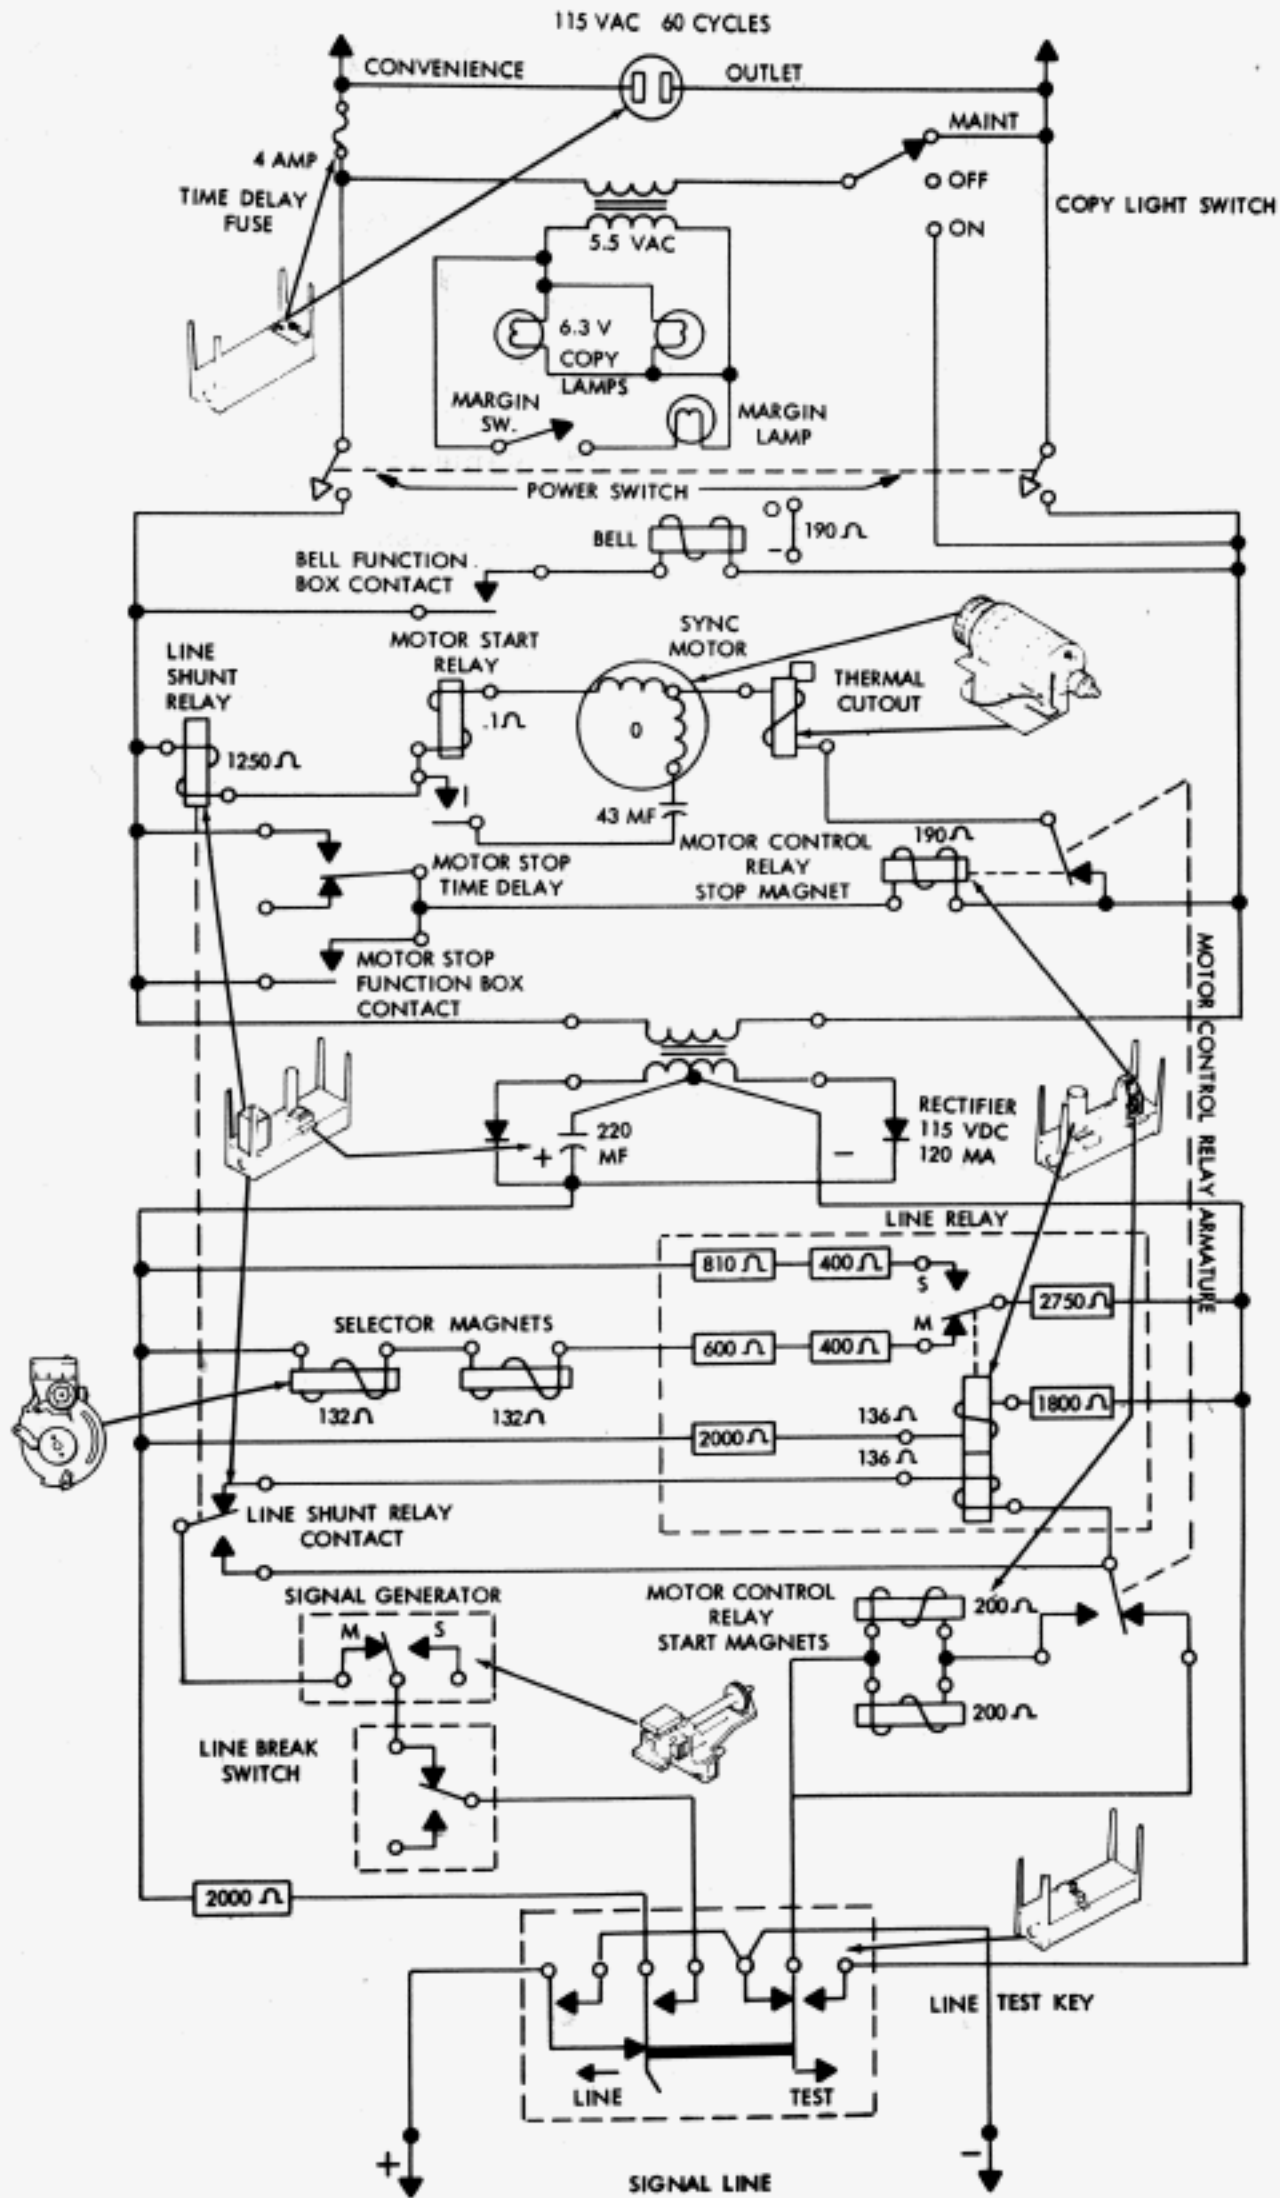 115 VAC 60 CYCLES
CONVENIENCE
OUTLET
MAINT
4 AMP
TIME DELAY
FUSE
OFF
COPY LIGHT SWITCH
ON
5.5 VAC
6.3 V
COPY
LAMPS
MARGIN
SW.
MARGIN
LAMP
POWER SWITCH
BELL
190 Ω
BELL FUNCTION
BOX CONTACT
LINE
SHUNT
RELAY
MOTOR START
RELAY
SYNC
MOTOR
THERMAL
CUTOUT
.1Ω
0
1250 Ω
43 MF
MOTOR STOP
TIME DELAY
MOTOR CONTROL
RELAY
STOP MAGNET
190 Ω
MOTOR STOP
FUNCTION BOX
CONTACT
MOTOR CONTROL RELAY ARMATURE
220
MF
+
-
RECTIFIER
115 VDC
120 MA
LINE RELAY
810 Ω
400 Ω
S
2750 Ω
SELECTOR MAGNETS
M
600 Ω
400 Ω
132 Ω
132 Ω
136 Ω
1800 Ω
2000 Ω
136 Ω
LINE SHUNT RELAY
CONTACT
SIGNAL GENERATOR
M
S
MOTOR CONTROL
RELAY
START MAGNETS
200 Ω
200 Ω
LINE BREAK
SWITCH
2000 Ω
LINE TEST KEY
LINE
TEST
+
-
SIGNAL LINE